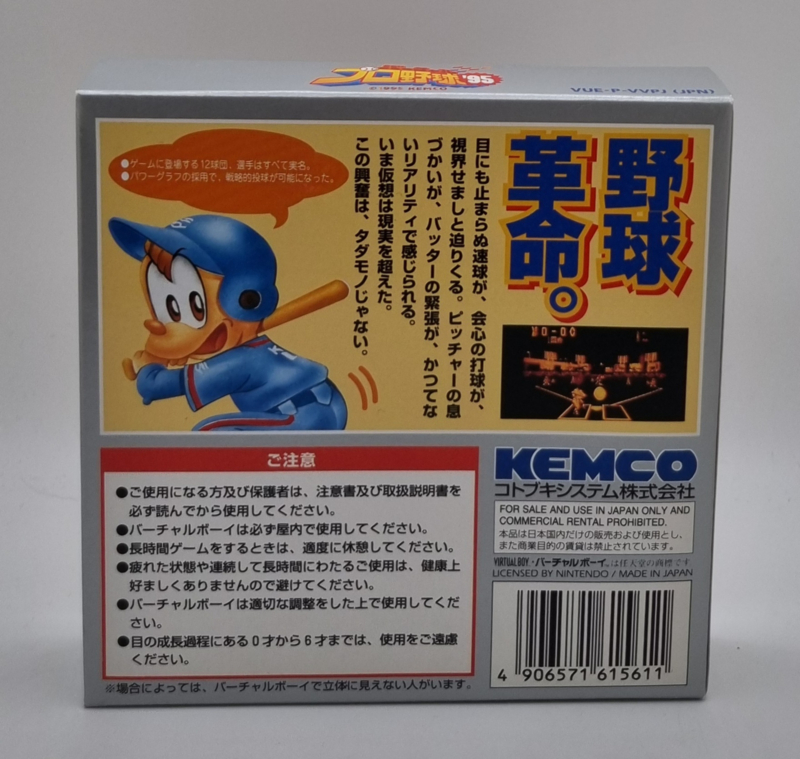 プロ野球'95
© 1995 KEMCO
VUE-P-VVPJ (JPN)
野球
革命。
目にも止まらぬ速球が、会心の打球が、
視界せましと迫りくる。ピッチャーの息
づかいが、バッターの緊張が、かつてな
いリアリティで感じられる。
いま仮想は現実を超えた。
この興奮は、タダモノじゃない。
●ゲームに登場する12球団、選手はすべて実名。
●パワーグラフの採用で、戦略的投球が可能になった。
ご注意
●ご使用になる方及び保護者は、注意書及び取扱説明書を
必ず読んでから使用してください。
●バーチャルボーイは必ず屋内で使用してください。
●長時間ゲームをするときは、適度に休憩してください。
●疲れた状態や連続して長時間にわたるご使用は、健康上
好ましくありませんので避けてください。
●バーチャルボーイは適切な調整をした上で使用してくだ
さい。
●目の成長過程にある0才から6才までは、使用をご遠慮
ください。
※場合によっては、バーチャルボーイで立体に見えない人がいます。
KEMCO
コトブキシステム株式会社
FOR SALE AND USE IN JAPAN ONLY AND
COMMERCIAL RENTAL PROHIBITED.
本品は日本国内だけの販売および使用とし、
また商業目的の賃貸は禁止されています。
VIRTUAL BOY・バーチャルボーイ は任天堂の商標です。
LICENSED BY NINTENDO / MADE IN JAPAN
4 906571 615611